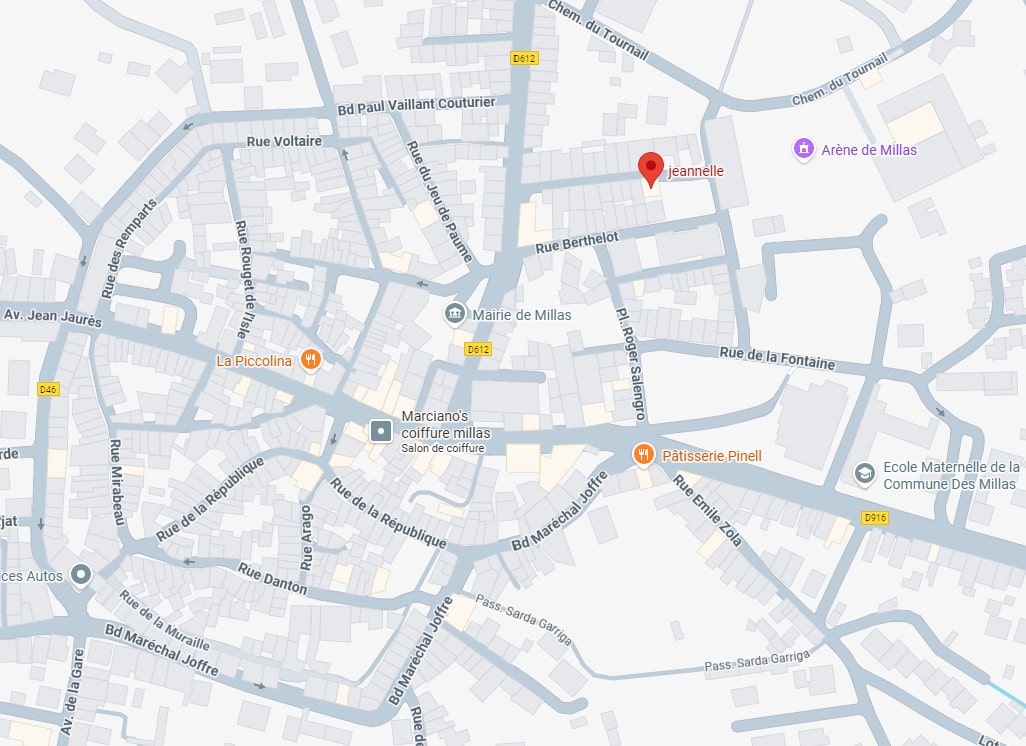 Chem. du Tournail
D612
Chem. du Tournail
Bd Paul Vaillant Couturier
Rue Voltaire
Arène de Millas
jeannelle
Rue du Jeu de Paume
Rue des Remparts
Rue Rouget de l'Isle
Rue Berthelot
Av. Jean Jaurès
Mairie de Millas
Pl. Roger Salengro
D612
La Piccolina
Rue de la Fontaine
D46
Marciano's
coiffure millas
Salon de coiffure
Pâtisserie Pinell
rde
Rue Mirabeau
Rue de la République
Ecole Maternelle de la
Commune Des Millas
Rue de la République
Rue Arago
Bd Maréchal Joffre
Rue Emile Zola
D916
jat
ces Autos
Rue Danton
Rue de la Muraille
Pass. Sarda Garriga
Bd Maréchal Joffre
Bd Maréchal Joffre
Pass. Sarda Garriga
Av. de la Gare
Rue de
Lot